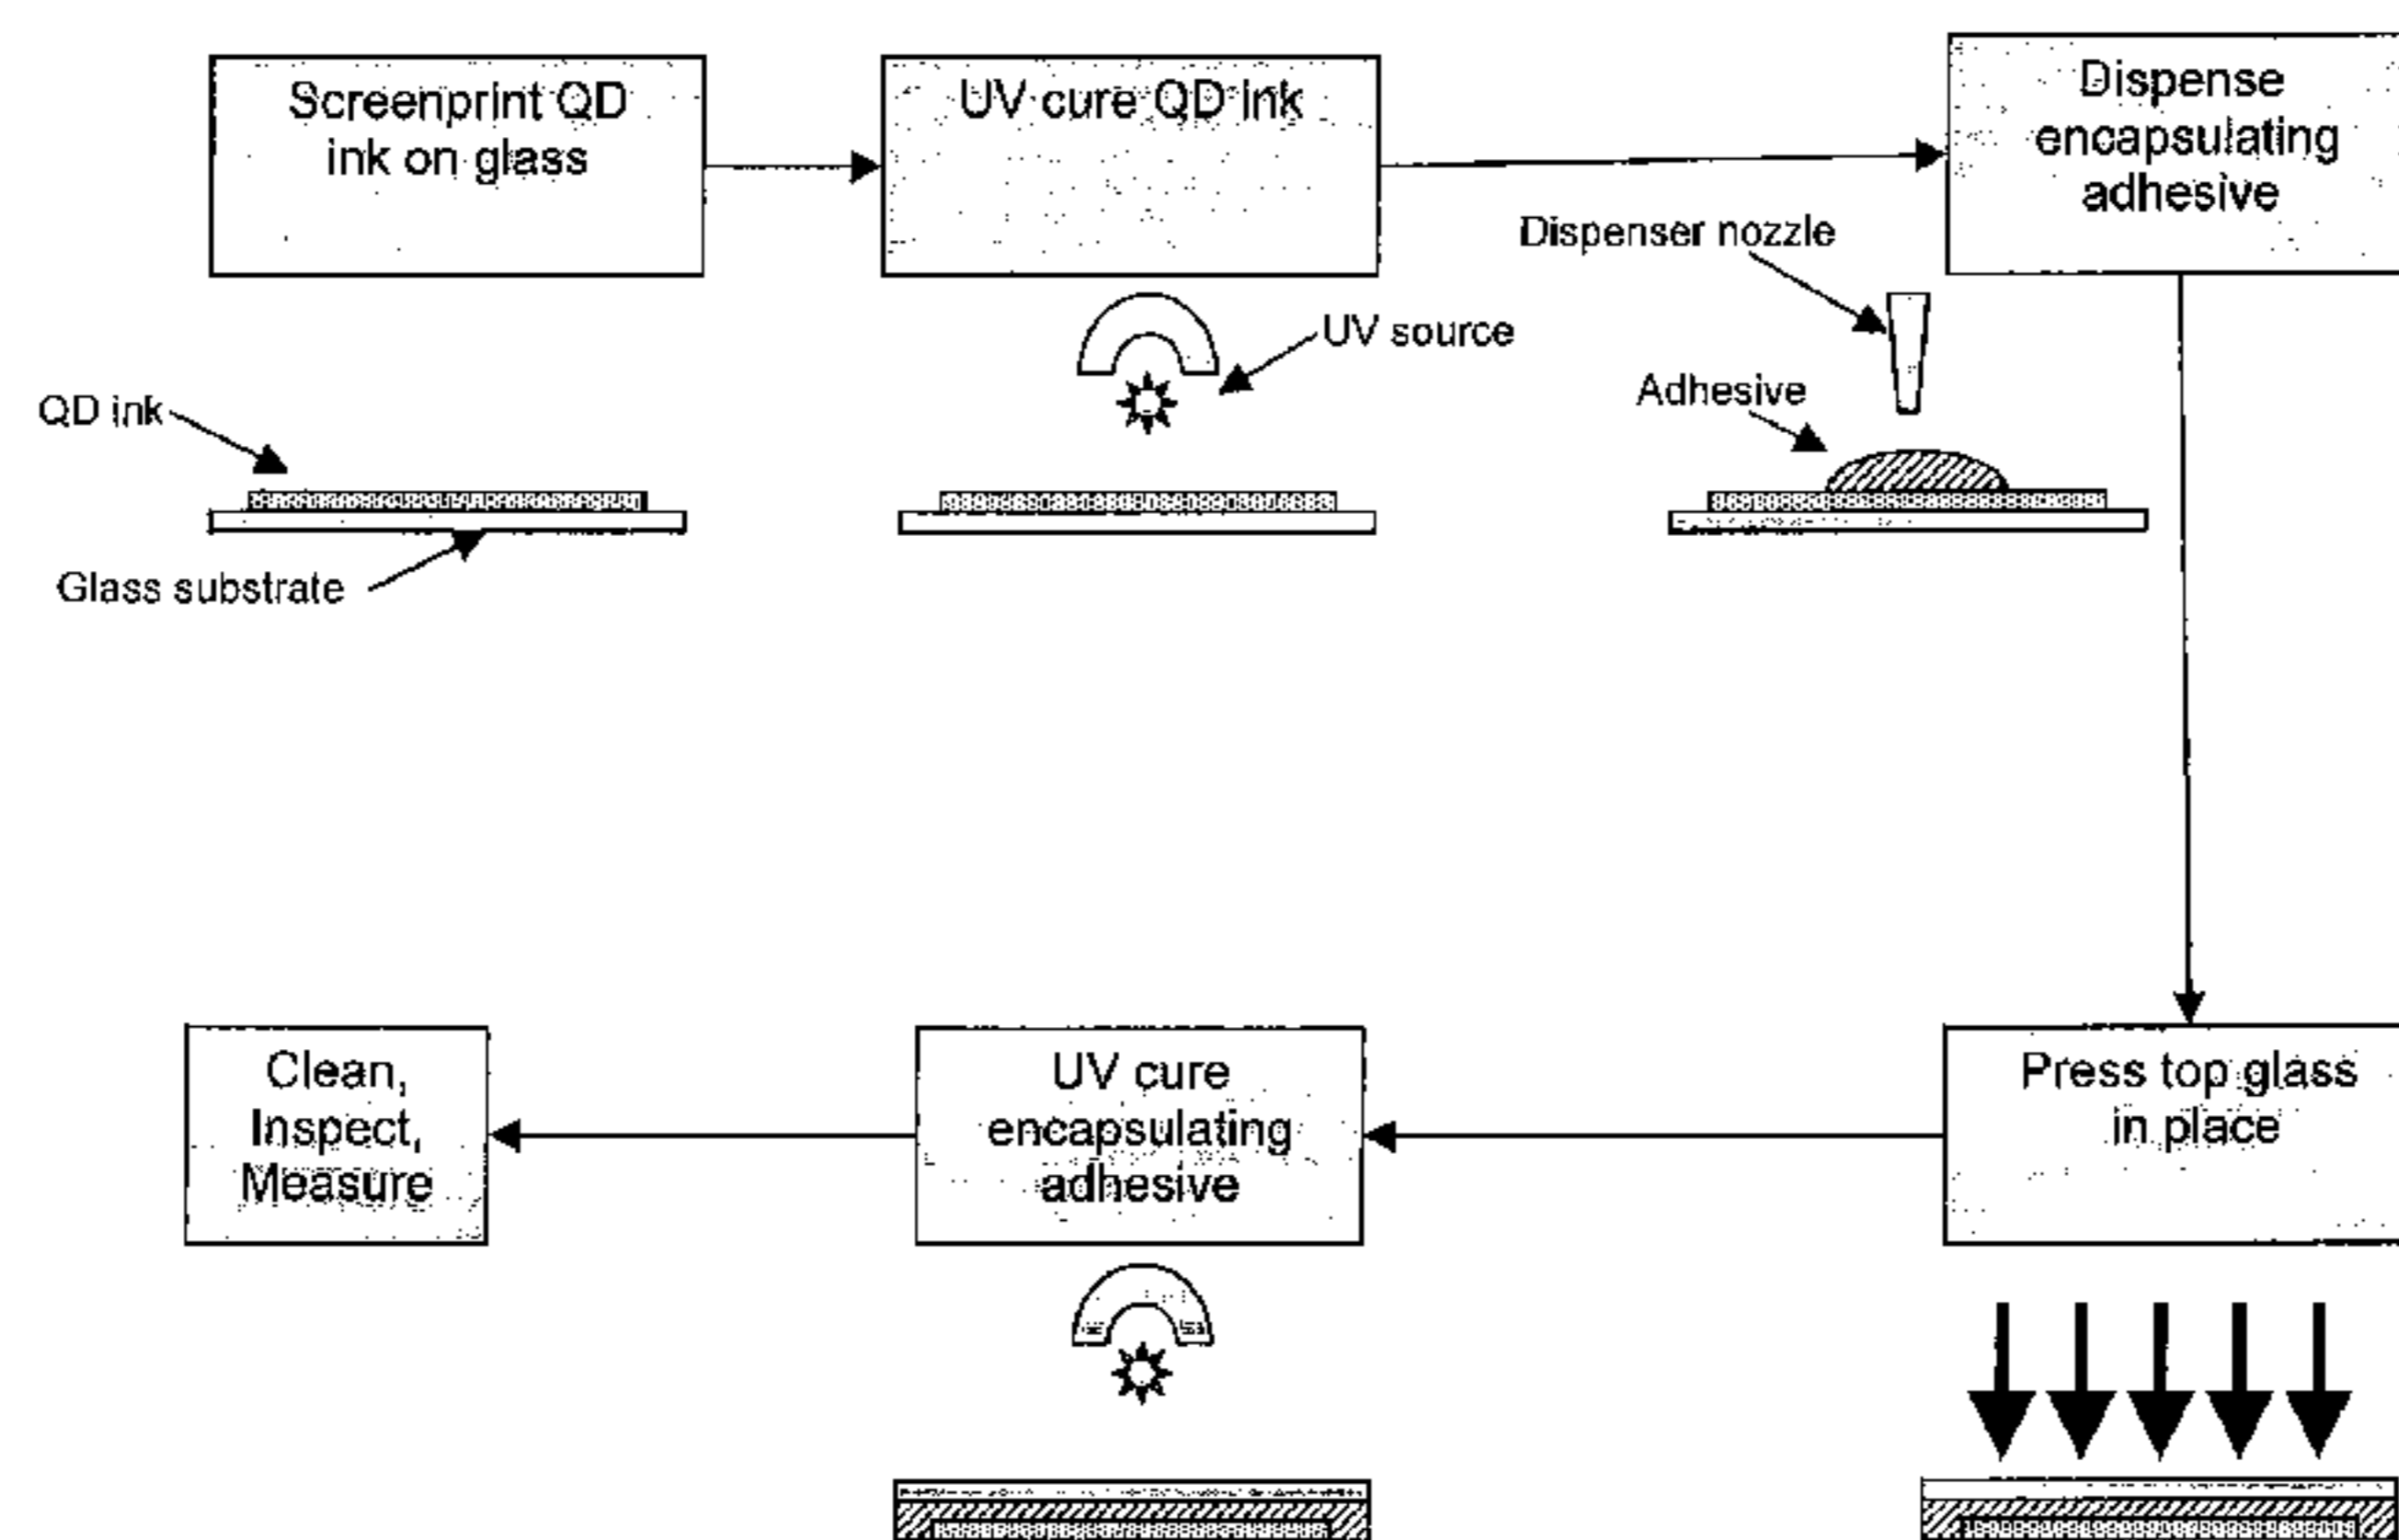 Screenprint QD
ink on glass
UV cure QD ink
Dispense
encapsulating
adhesive
Dispenser nozzle
UV source
Adhesive
QD ink
Glass substrate
Clean,
Inspect,
Measure
UV cure
encapsulating
adhesive
Press top glass
in place